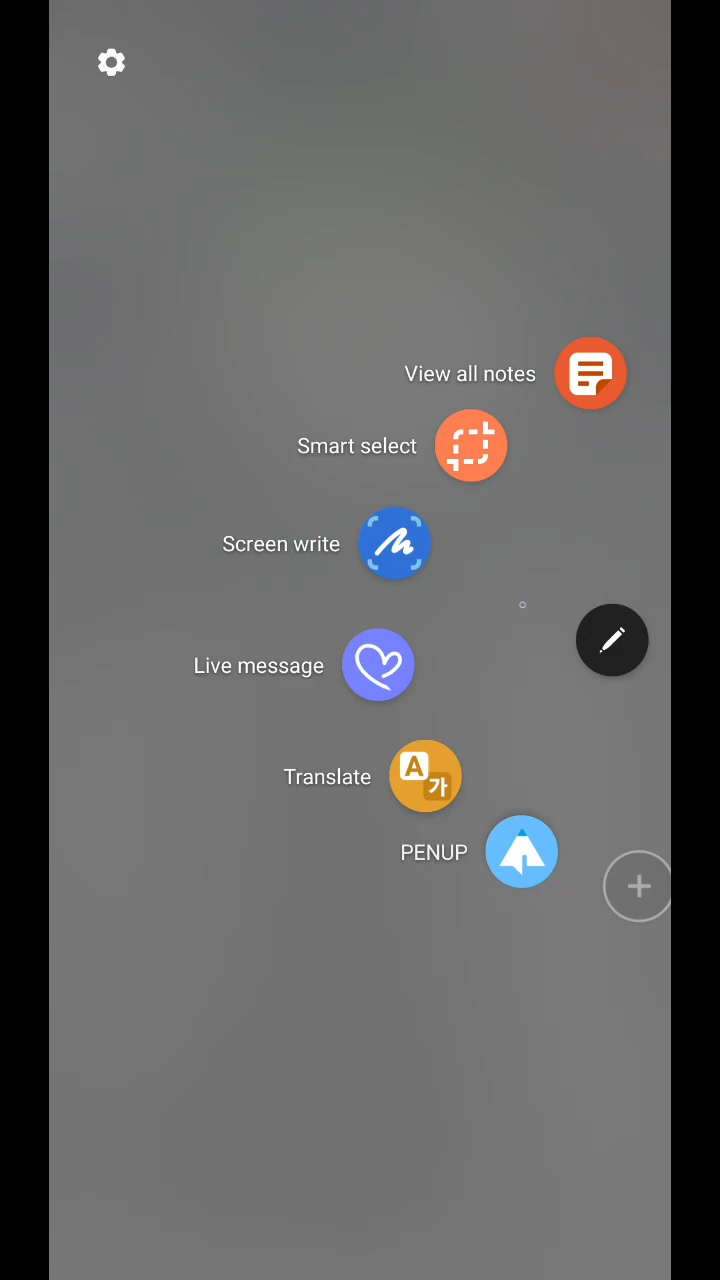 View all notes
Smart select
Screen write
Live message
A
가
Translate
PENUP